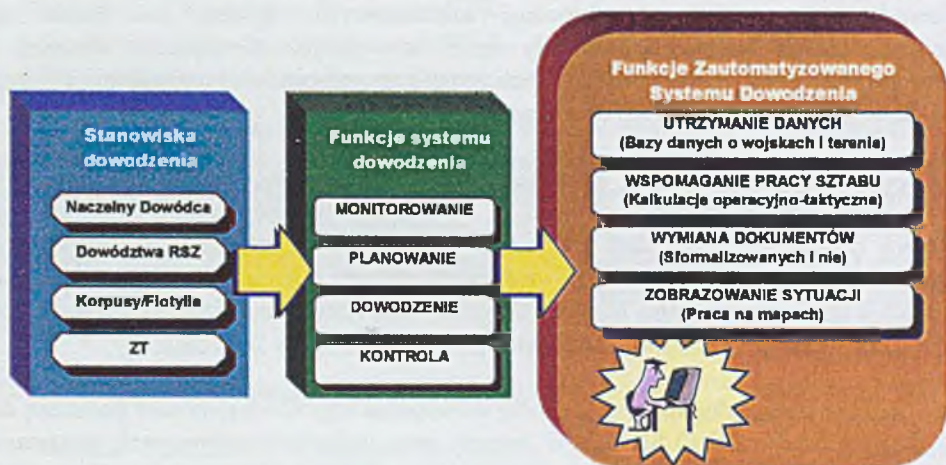 Stanowiska
dowodzenia
Naczelny Dowódca
Dowództwa RSZ
Korpusy/Flotylle
ZT
Funkcje systemu
dowodzenia
MONITOROWANIE
PLANOWANIE
DOWODZENIE
KONTROLA
Funkcje Zautomatyzowanego
Systemu Dowodzenia
UTRZYMANIE DANYCH
(Bazy danych o wojskach i terenie)
WSPOMAGANIE PRACY SZTABU
(Kalkulacje operacyjno-taktyczne)
WYMIANA DOKUMENTÓW
(Sformalizowanych i nie)
ZOBRAZOWANIE SYTUACJI
(Praca na mapach)